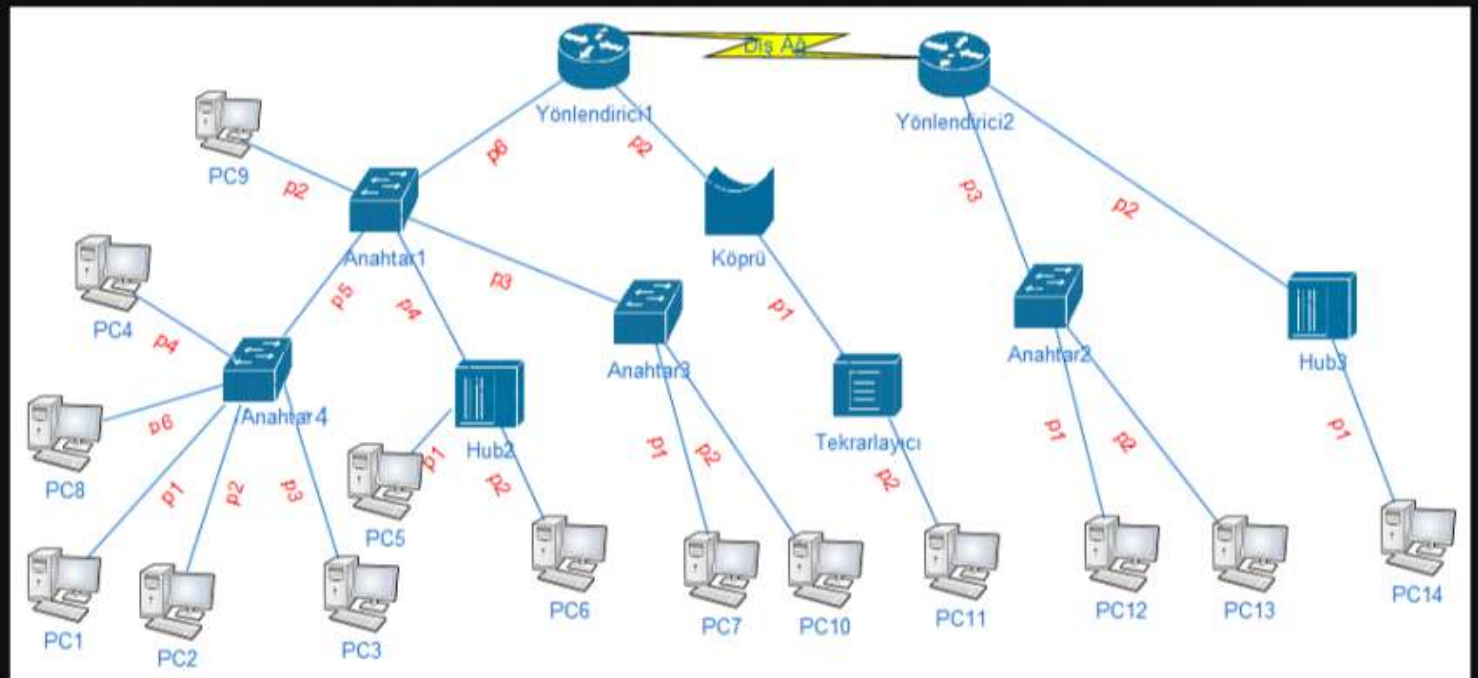 Dış Ağ
Yönlendirici1
Yönlendirici2
p6
p2
PC9
p2
p3
p2
Anahtar1
Köprü
p5
p4
p3
p1
PC4
p4
Anahtar3
Anahtar2
Hub3
Anahtar4
p6
Hub2
Tekrarlayıcı
PC8
p1
p2
p3
p1
p2
p1
p2
p2
p1
p2
p1
PC5
PC1
PC2
PC3
PC6
PC7
PC10
PC11
PC12
PC13
PC14